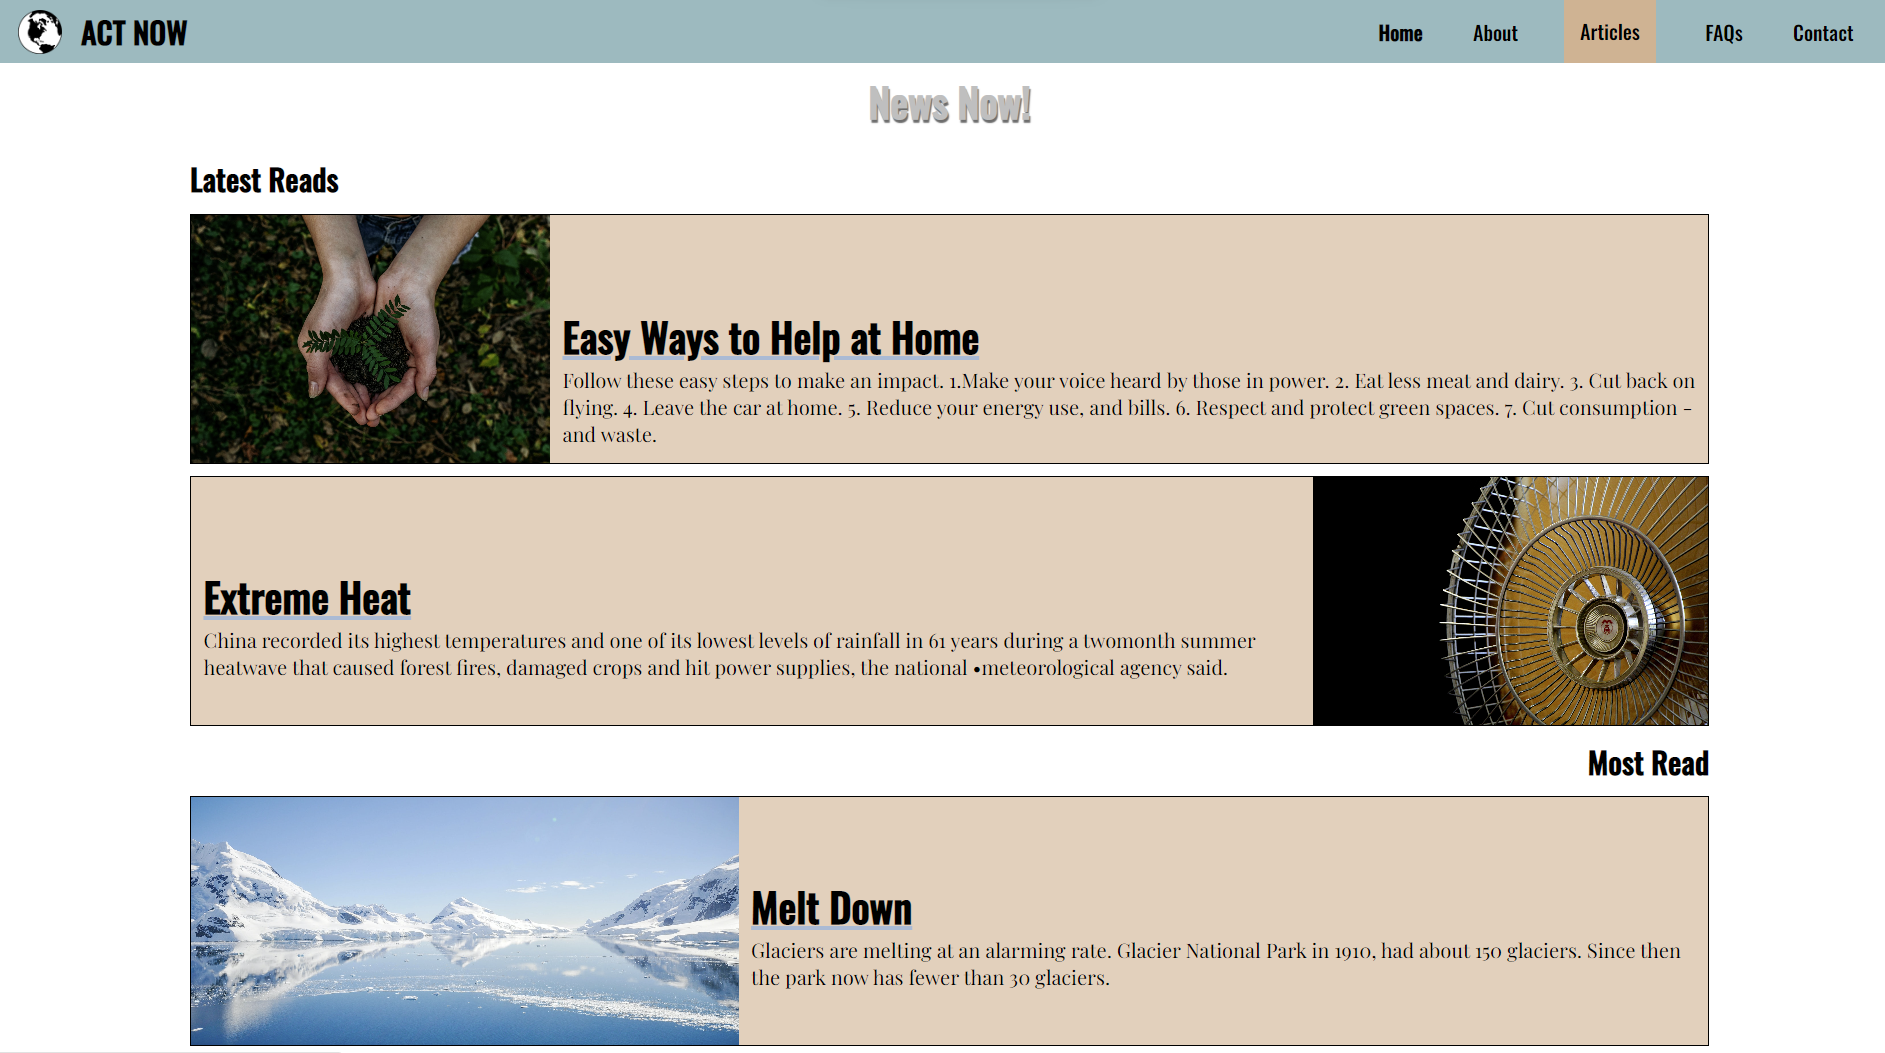 ACT NOW
Home About Articles FAQs Contact
News Now!
Latest Reads
Easy Ways to Help at Home
Follow these easy steps to make an impact. 1.Make your voice heard by those in power. 2. Eat less meat and dairy. 3. Cut back on
flying. 4. Leave the car at home. 5. Reduce your energy use, and bills. 6. Respect and protect green spaces. 7. Cut consumption -
and waste.
Extreme Heat
China recorded its highest temperatures and one of its lowest levels of rainfall in 61 years during a twomonth summer
heatwave that caused forest fires, damaged crops and hit power supplies, the national •meteorological agency said.
Most Read
Melt Down
Glaciers are melting at an alarming rate. Glacier National Park in 1910, had about 150 glaciers. Since then
the park now has fewer than 30 glaciers.